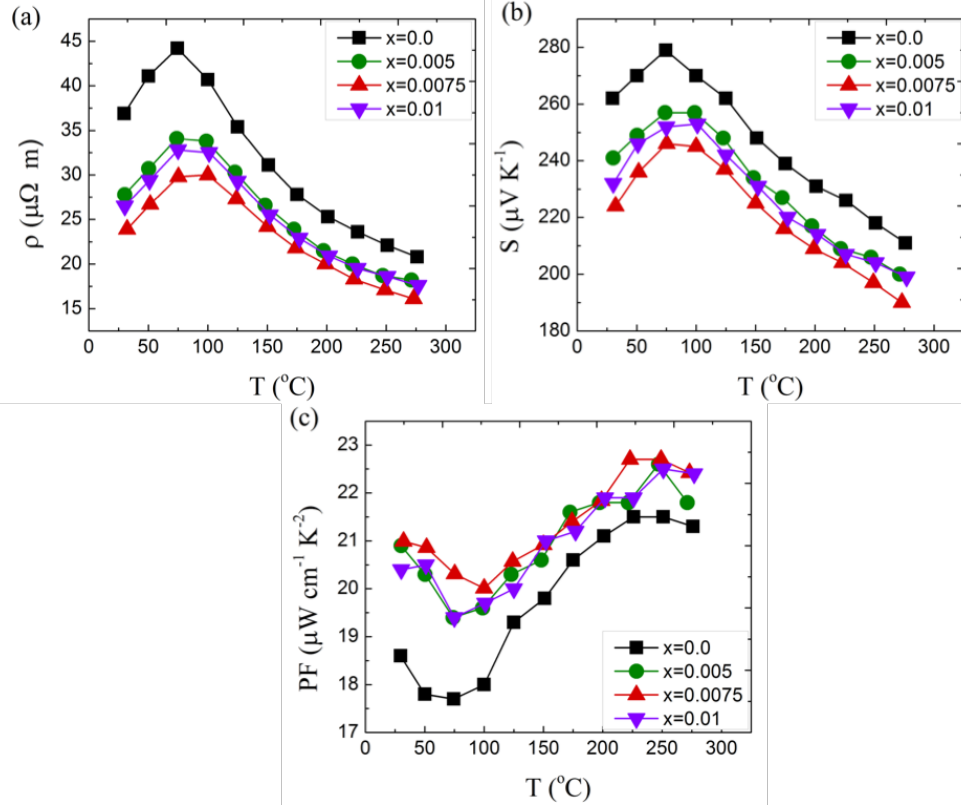 (a)
45
40
35
30
25
20
15
ρ (μΩ m)
0 50 100 150 200 250 300
T (°C)
x=0.0
x=0.005
x=0.0075
x=0.01
(b)
280
260
240
220
200
180
S (μV K⁻¹)
0 50 100 150 200 250 300
T (°C)
x=0.0
x=0.005
x=0.0075
x=0.01
(c)
23
22
21
20
19
18
17
PF (μW cm⁻¹ K⁻²)
0 50 100 150 200 250 300
T (°C)
x=0.0
x=0.005
x=0.0075
x=0.01